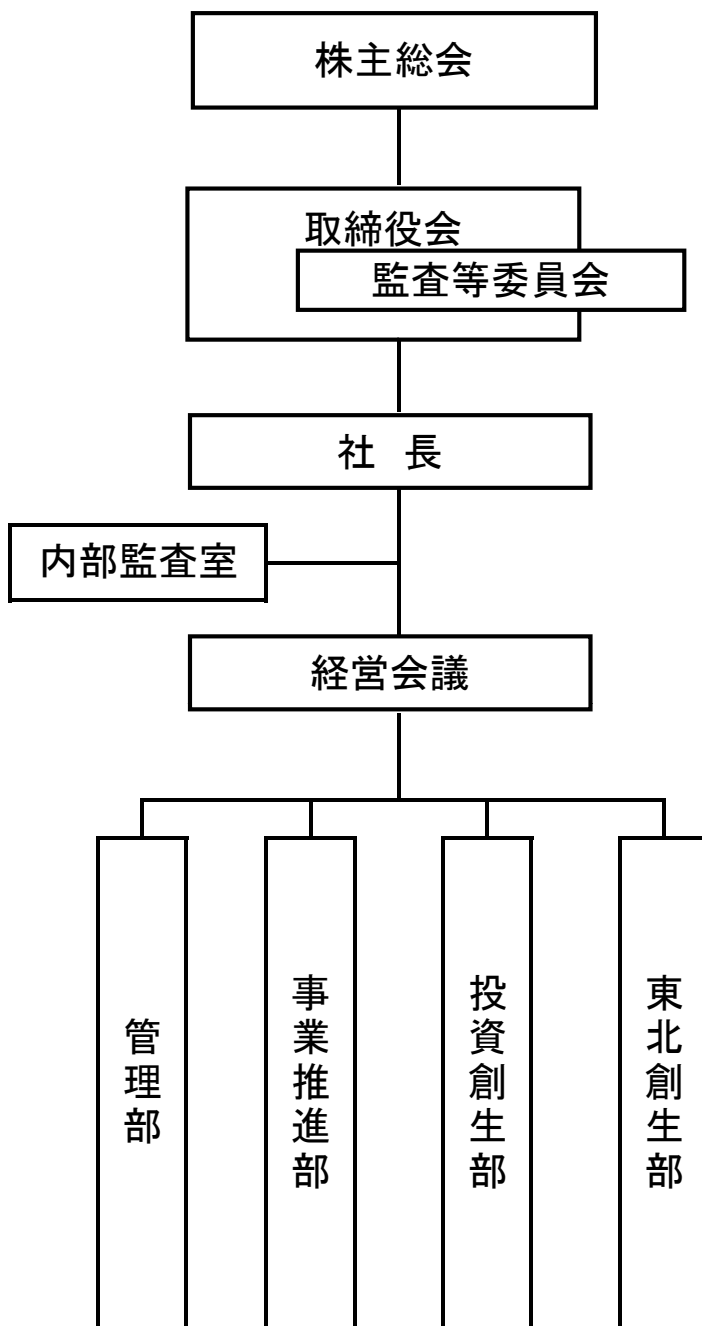 株主総会
取締役会
監査等委員会
社 長
内部監査室
経営会議
管理部
事業推進部
投資創生部
東北創生部